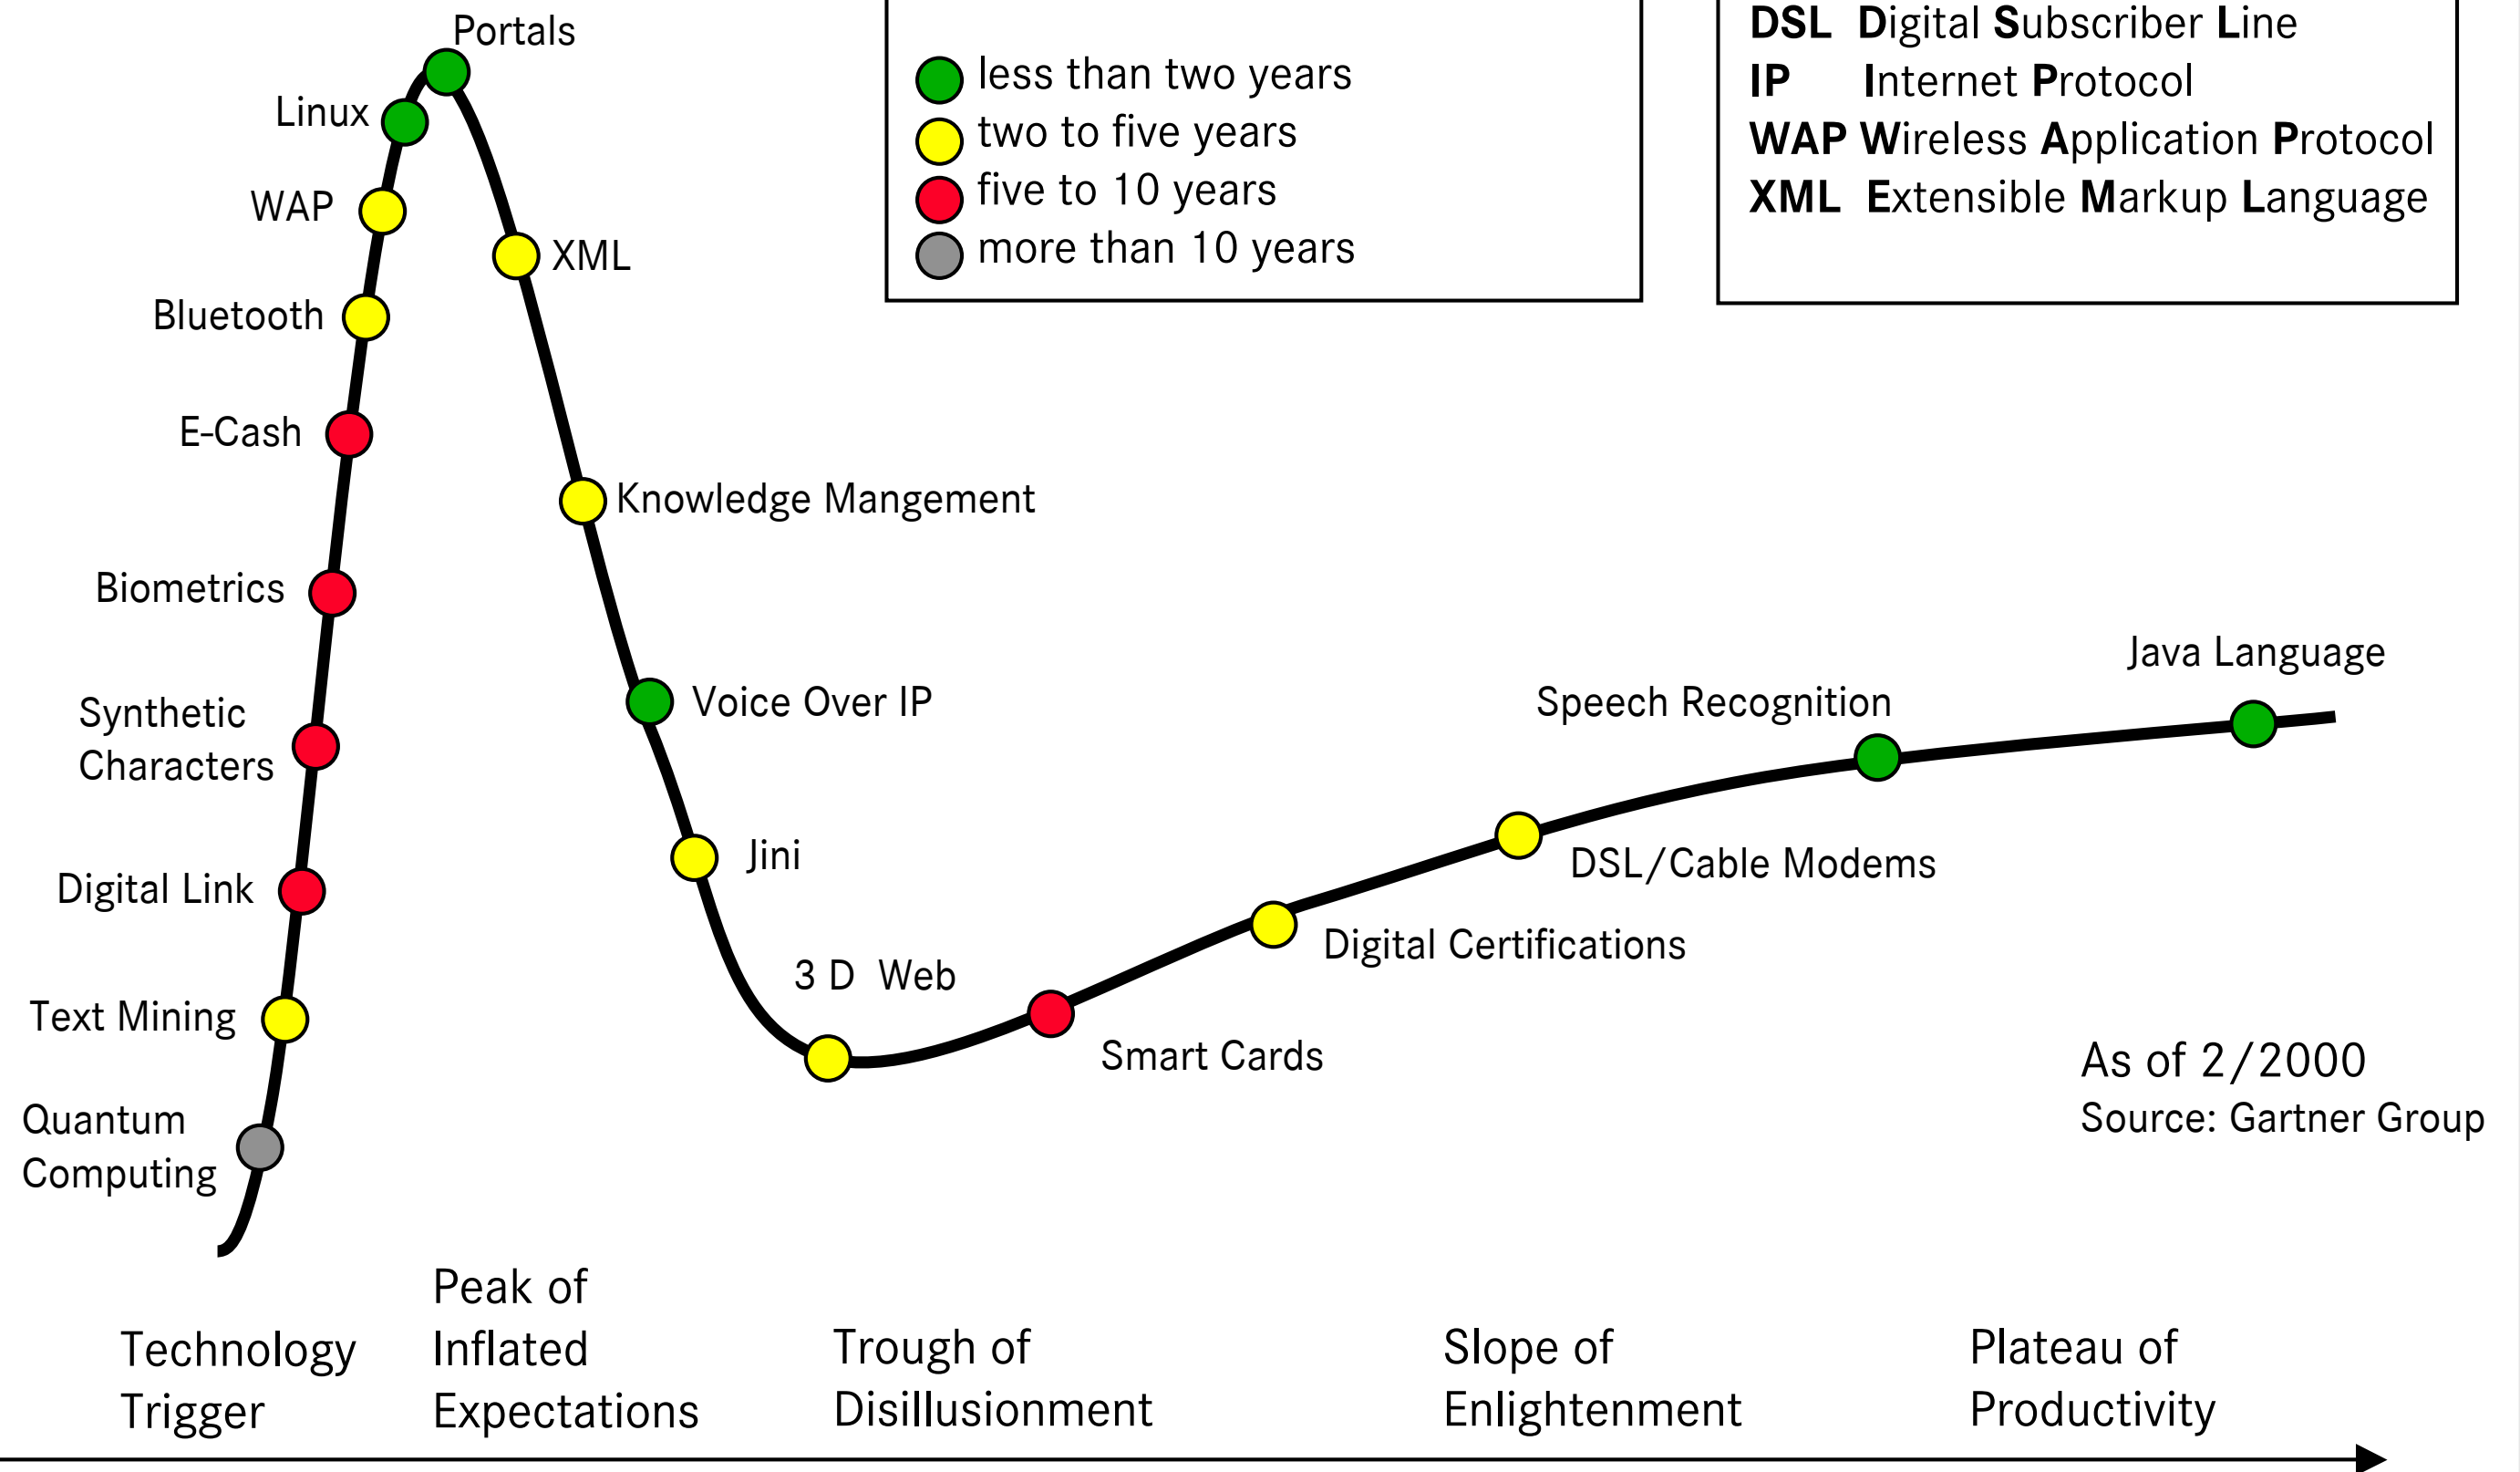 Portals
Linux
WAP
Bluetooth
E-Cash
Biometrics
Synthetic
Characters
Digital Link
Text Mining
Quantum
Computing
XML
Knowledge Mangement
Voice Over IP
Jini
3 D Web
Smart Cards
Digital Certifications
DSL/Cable Modems
Speech Recognition
Java Language
less than two years
two to five years
five to 10 years
more than 10 years
DSL Digital Subscriber Line
IP Internet Protocol
WAP Wireless Application Protocol
XML Extensible Markup Language
As of 2/2000
Source: Gartner Group
Technology
Trigger
Peak of
Inflated
Expectations
Trough of
Disillusionment
Slope of
Enlightenment
Plateau of
Productivity